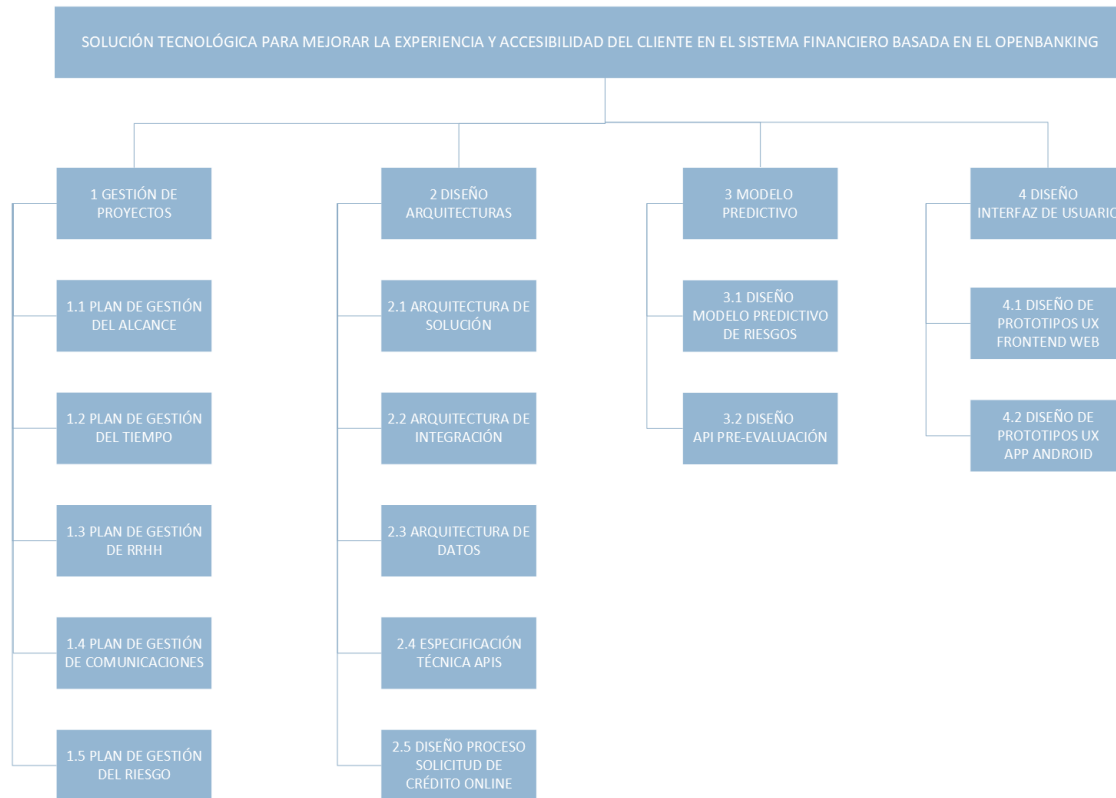 SOLUCIÓN TECNOLÓGICA PARA MEJORAR LA EXPERIENCIA Y ACCESIBILIDAD DEL CLIENTE EN EL SISTEMA FINANCIERO BASADA EN EL OPENBANKING
1 GESTIÓN DE
PROYECTOS
1.1 PLAN DE GESTIÓN
DEL ALCANCE
1.2 PLAN DE GESTIÓN
DEL TIEMPO
1.3 PLAN DE GESTIÓN
DE RRHH
1.4 PLAN DE GESTIÓN
DE COMUNICACIONES
1.5 PLAN DE GESTIÓN
DEL RIESGO
2 DISEÑO
ARQUITECTURAS
2.1 ARQUITECTURA DE
SOLUCIÓN
2.2 ARQUITECTURA DE
INTEGRACIÓN
2.3 ARQUITECTURA DE
DATOS
2.4 ESPECIFICACIÓN
TÉCNICA APIS
2.5 DISEÑO PROCESO
SOLICITUD DE
CRÉDITO ONLINE
3 MODELO
PREDICTIVO
3.1 DISEÑO
MODELO PREDICTIVO
DE RIESGOS
3.2 DISEÑO
API PRE-EVALUACIÓN
4 DISEÑO
INTERFAZ DE USUARIO
4.1 DISEÑO DE
PROTOTIPOS UX
FRONTEND WEB
4.2 DISEÑO DE
PROTOTIPOS UX
APP ANDROID